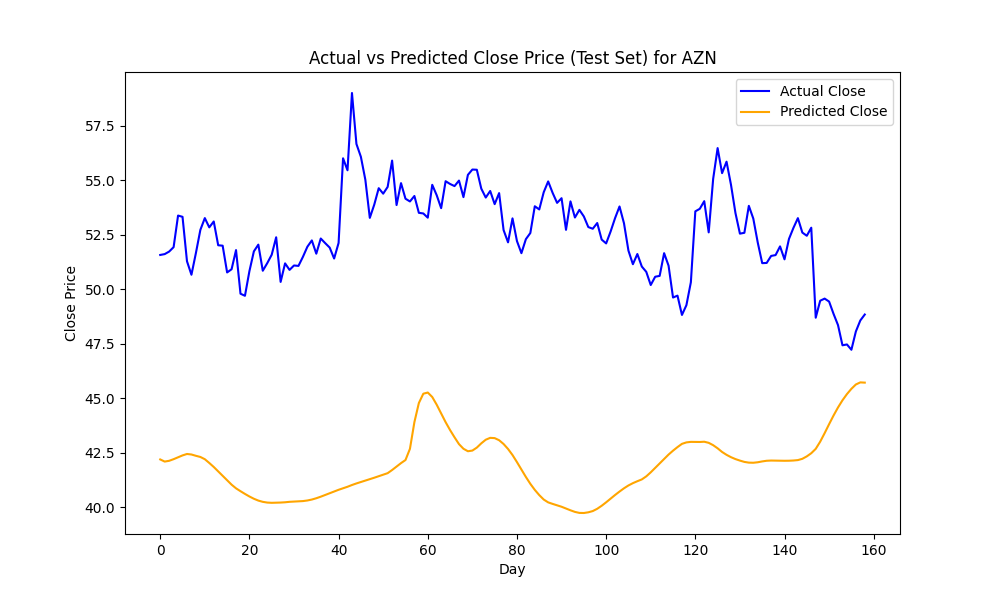 Actual vs Predicted Close Price (Test Set) for AZN
Actual Close
Predicted Close
Close Price
57.5
55.0
52.5
50.0
47.5
45.0
42.5
40.0
0 20 40 60 80 100 120 140 160
Day